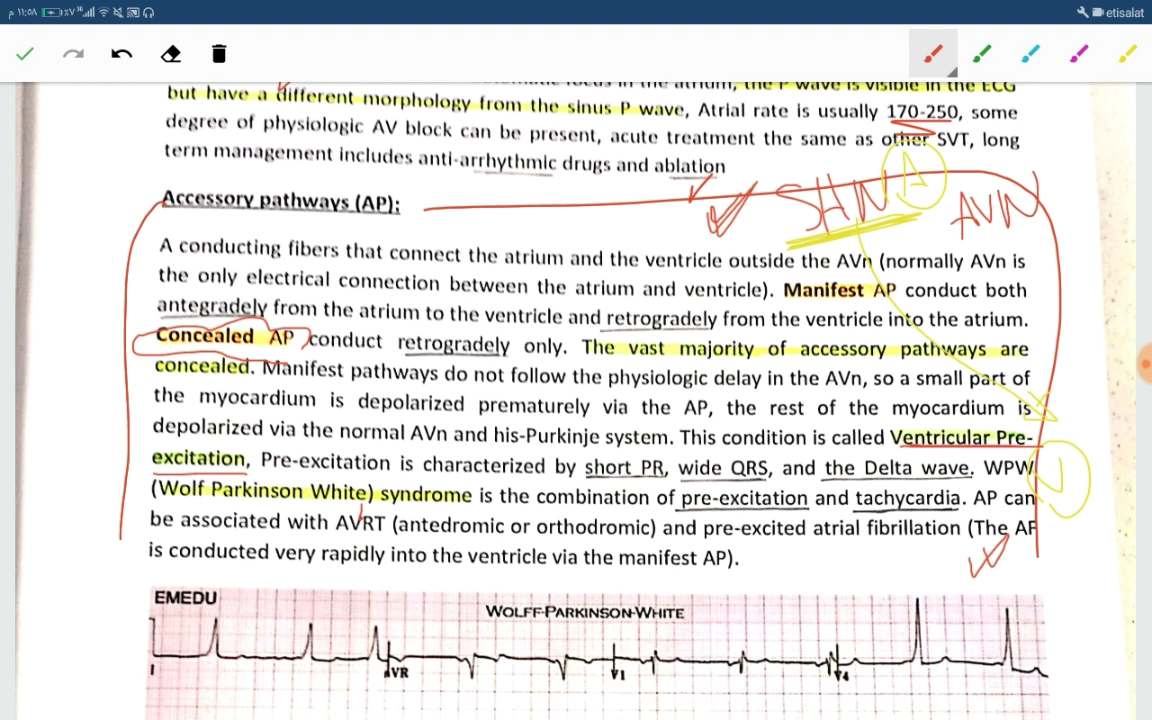 م ١١:٥٨
etisalat
the P wave is visible in the ECG
but have a different morphology from the sinus P wave, Atrial rate is usually 170-250, some
degree of physiologic AV block can be present, acute treatment the same as other SVT, long
term management includes anti-arrhythmic drugs and ablation
A
SHN
AVN
Accessory pathways (AP):
A conducting fibers that connect the atrium and the ventricle outside the AVn (normally AVn is
the only electrical connection between the atrium and ventricle). Manifest AP conduct both
antegradely from the atrium to the ventricle and retrogradely from the ventricle into the atrium.
Concealed AP conduct retrogradely only. The vast majority of accessory pathways are
concealed. Manifest pathways do not follow the physiologic delay in the AVn, so a small part of
the myocardium is depolarized prematurely via the AP, the rest of the myocardium is
depolarized via the normal AVn and his-Purkinje system. This condition is called Ventricular Pre-
excitation, Pre-excitation is characterized by short PR, wide QRS, and the Delta wave. WPW
(Wolf Parkinson White) syndrome is the combination of pre-excitation and tachycardia. AP can
be associated with AVRT (antedromic or orthodromic) and pre-excited atrial fibrillation (The AF
is conducted very rapidly into the ventricle via the manifest AP).
EMEDU
WOLFF-PARKINSON-WHITE
I
aVR
V1
V4